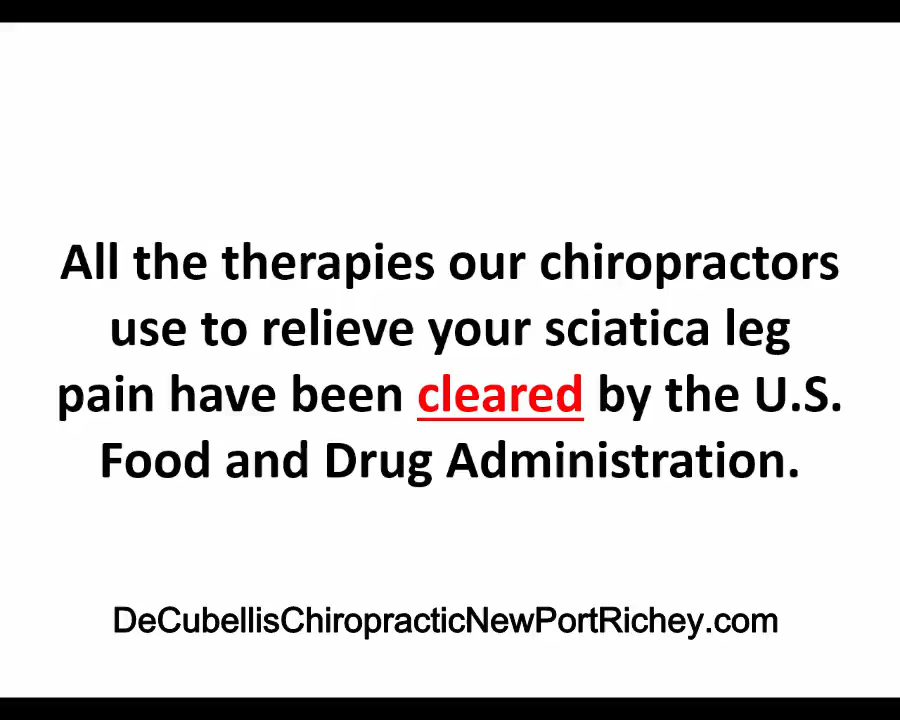 All the therapies our chiropractors
use to relieve your sciatica leg
pain have been cleared by the U.S.
Food and Drug Administration.
DeCubellisChiropracticNewPortRichey.com